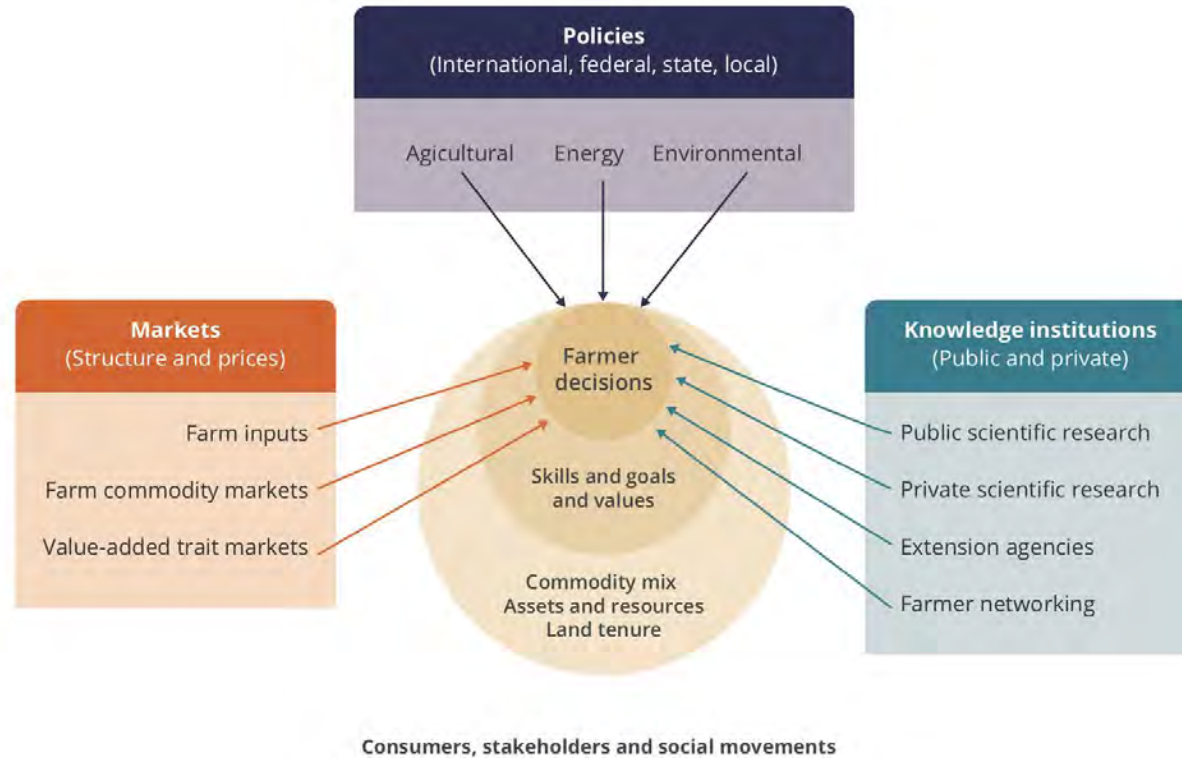 Policies
(International, federal, state, local)
Agicultural
Energy
Environmental
Markets
(Structure and prices)
Farm inputs
Farm commodity markets
Value-added trait markets
Farmer
decisions
Skills and goals
and values
Commodity mix
Assets and resources
Land tenure
Knowledge institutions
(Public and private)
Public scientific research
Private scientific research
Extension agencies
Farmer networking
Consumers, stakeholders and social movements